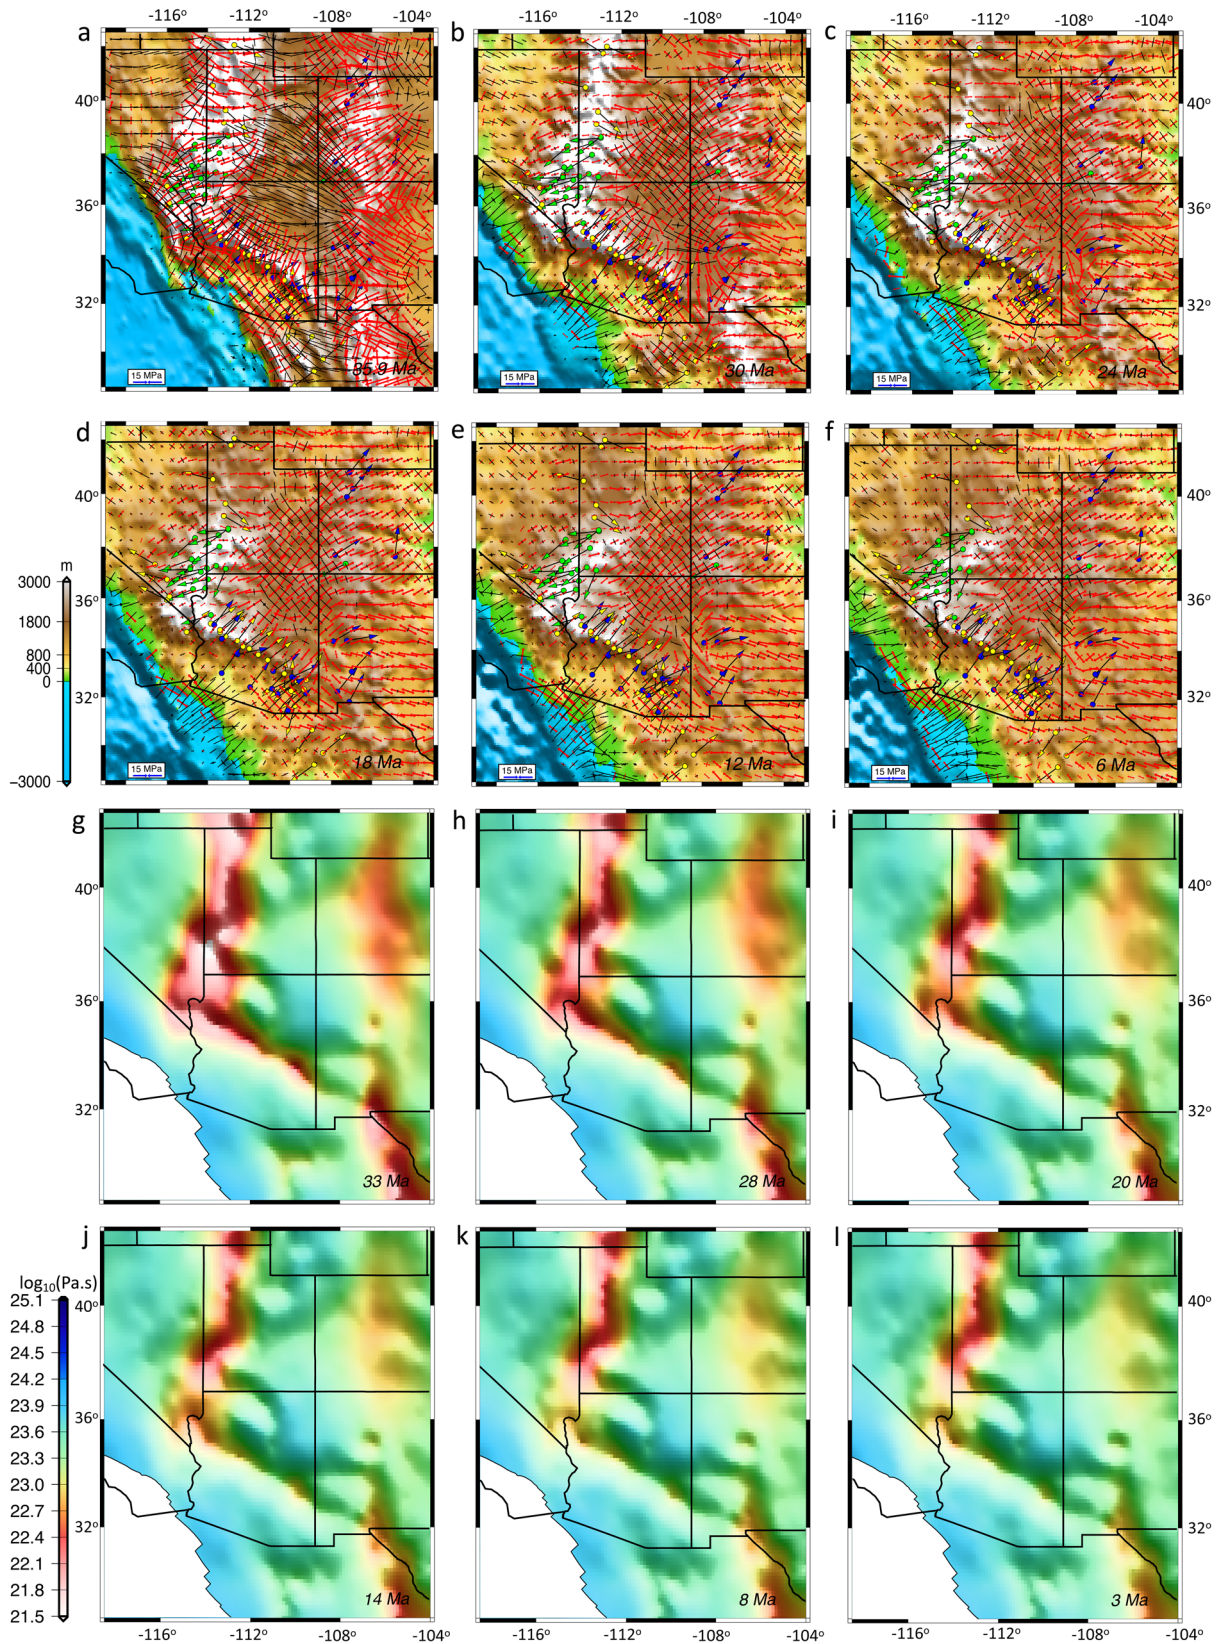 -116° -112° -108° -104° -116° -112° -108° -104° -116° -112° -108° -104°
a b c
40° 40°
36° 36°
32° 32°
15 MPa 35.9 Ma 15 MPa 30 Ma 15 MPa 24 Ma
d e f
40° 40°
m
3000
1800
800
400
0
-3000
36° 36°
32° 32°
15 MPa 18 Ma 15 MPa 12 Ma 15 MPa 6 Ma
g h i
40° 40°
36° 36°
32° 32°
33 Ma 28 Ma 20 Ma
j k l
log₁₀(Pa.s)
25.1
24.8
24.5
24.2
23.9
23.6
23.3
23.0
22.7
22.4
22.1
21.8
21.5
40° 40°
36° 36°
32° 32°
14 Ma 8 Ma 3 Ma
-116° -112° -108° -104° -116° -112° -108° -104° -116° -112° -108° -104°